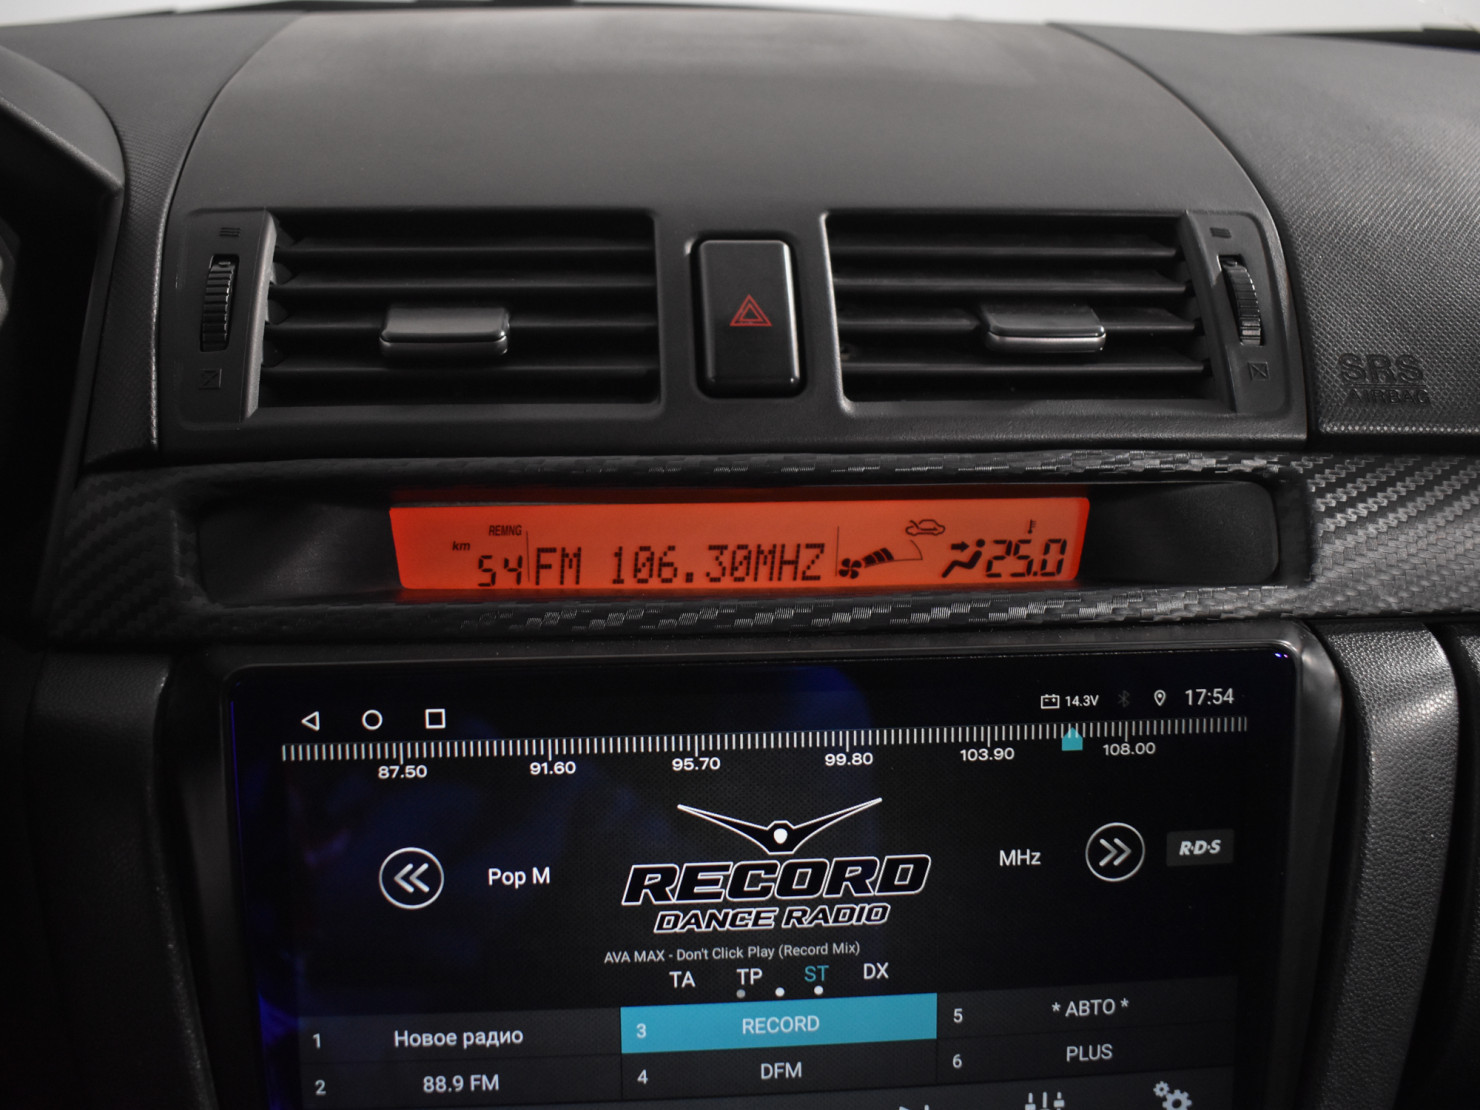 SRS
AIRBAG
REMNG
km 54 FM 106.30MHZ 25.0
14.3V 17:54
87.50 91.60 95.70 99.80 103.90 108.00
Pop M
RECORD
DANCE RADIO
MHz
R·D·S
AVA MAX - Don't Click Play (Record Mix)
TA TP ST DX
1 Новое радио
2 88.9 FM
3 RECORD
4 DFM
5 * АВТО *
6 PLUS